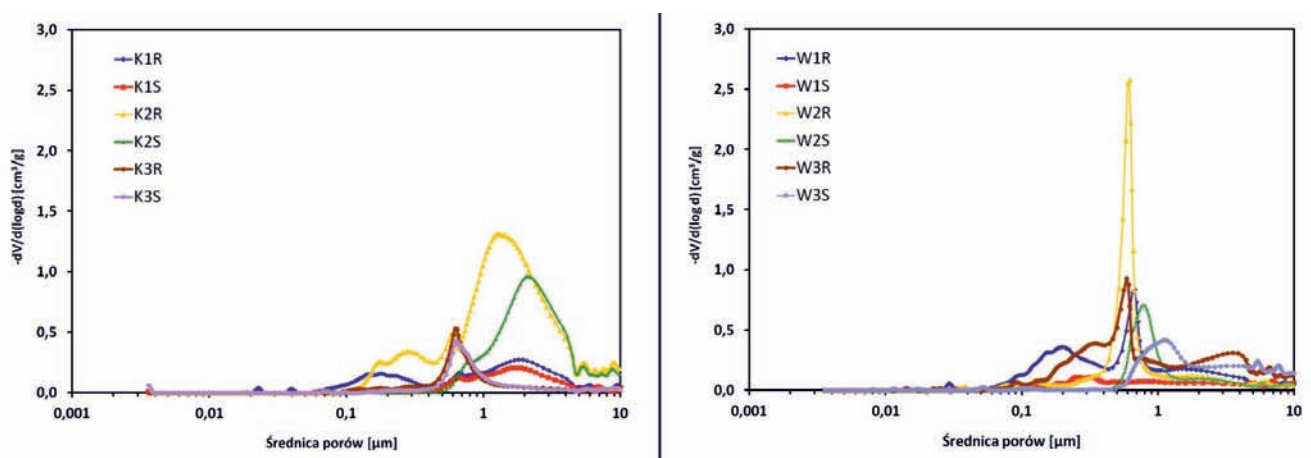 3,0
2,5
2,0
1,5
1,0
0,5
0,0
-dV/d(logd) [cm³/g]
K1R
K1S
K2R
K2S
K3R
K3S
0,001
0,01
0,1
1
10
Średnica porów [µm]
3,0
2,5
2,0
1,5
1,0
0,5
0,0
-dV/d(logd) [cm³/g]
W1R
W1S
W2R
W2S
W3R
W3S
0,001
0,01
0,1
1
10
Średnica porów [µm]